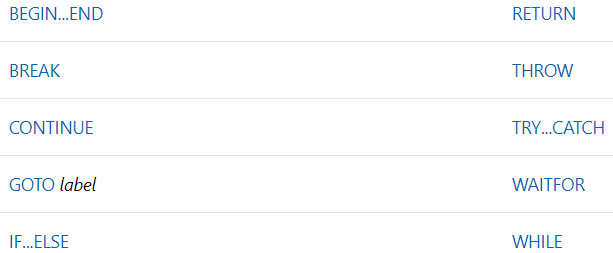 BEGIN...END RETURN
BREAK THROW
CONTINUE TRY...CATCH
GOTO label WAITFOR
IF...ELSE WHILE